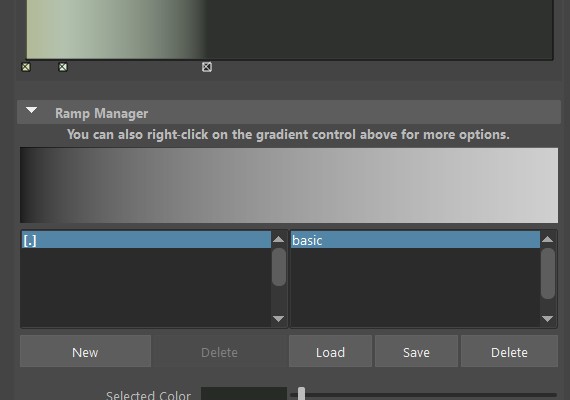 Ramp Manager
You can also right-click on the gradient control above for more options.
[.]
basic
New
Delete
Load
Save
Delete
Selected Color